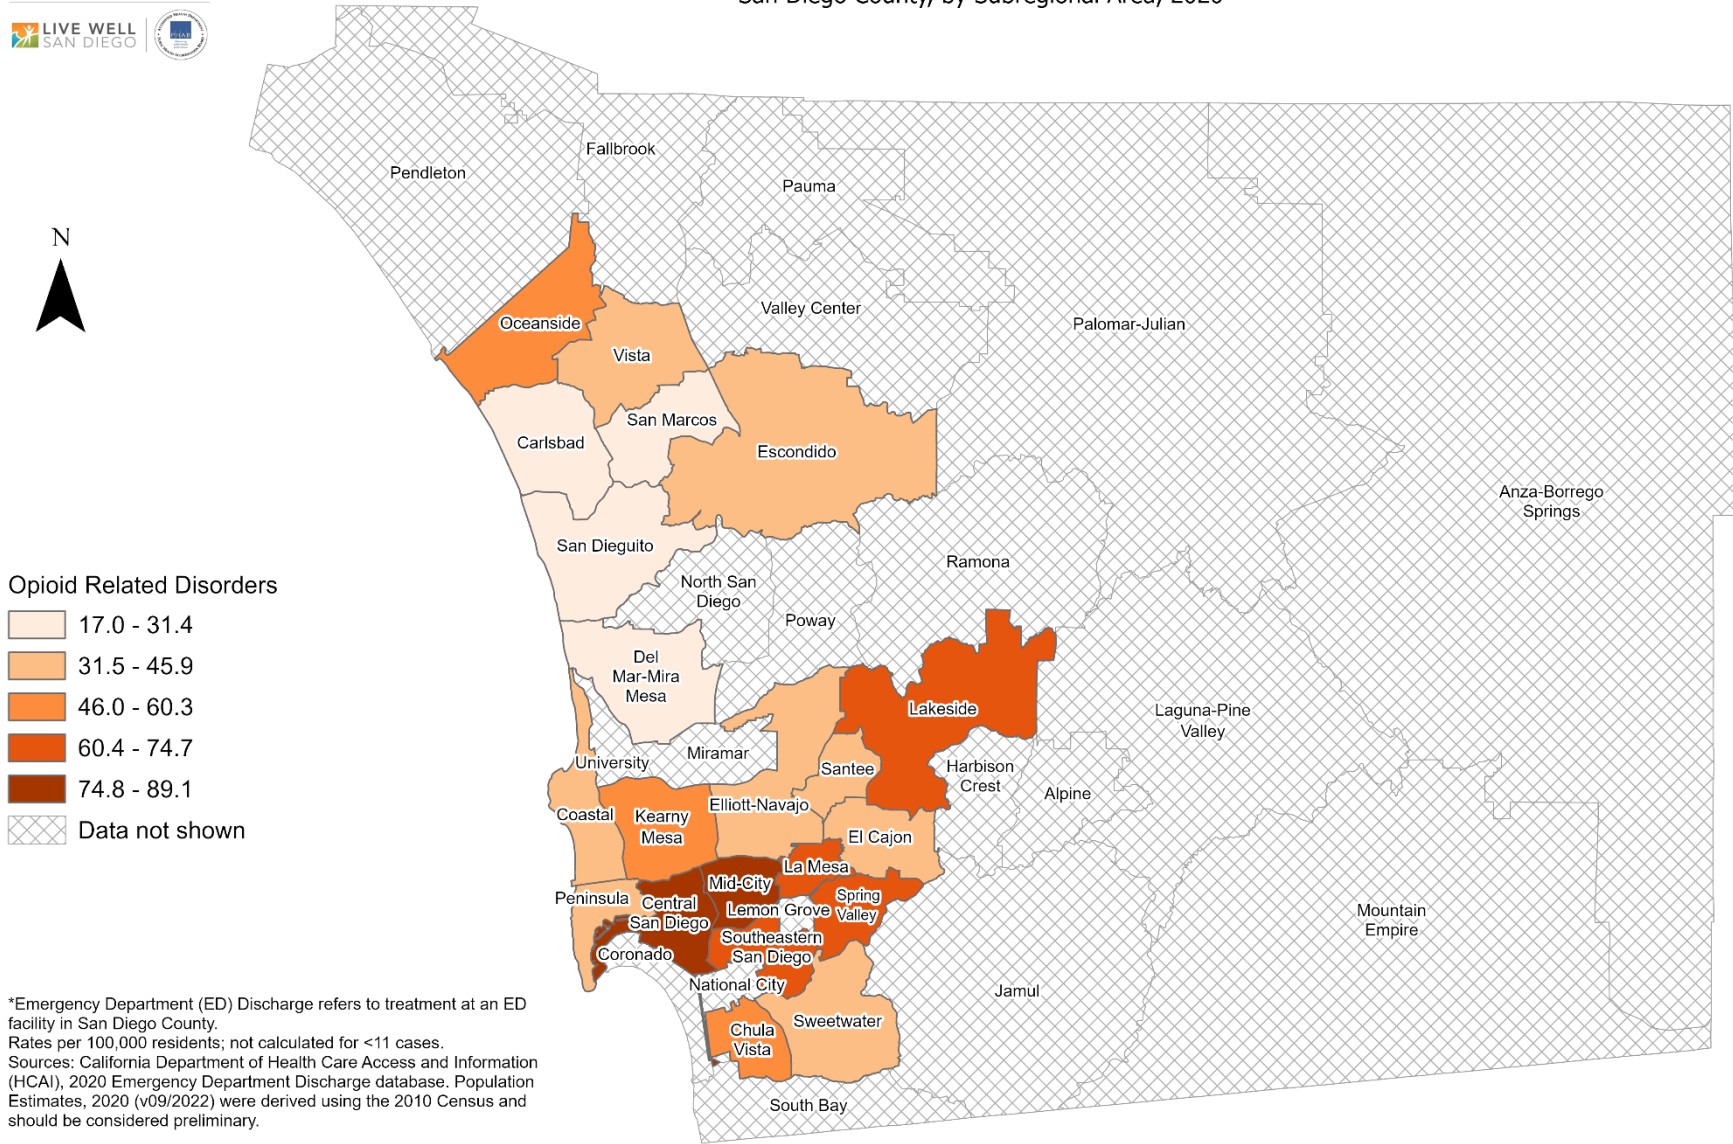 San Diego County, by Subregional Area, 2020
LIVE WELL
SAN DIEGO
PHAB
N
Pendleton
Fallbrook
Pauma
Oceanside
Valley Center
Palomar-Julian
Vista
San Marcos
Carlsbad
Escondido
Anza-Borrego
Springs
San Dieguito
Ramona
North San
Diego
Poway
Del
Mar-Mira
Mesa
Lakeside
Laguna-Pine
Valley
Miramar
University
Santee
Harbison
Crest
Alpine
Coastal
Kearny
Mesa
Elliott-Navajo
El Cajon
La Mesa
Mid-City
Peninsula
Central
San Diego
Lemon Grove
Spring
Valley
Mountain
Empire
Southeastern
San Diego
Coronado
National City
Jamul
Sweetwater
Chula
Vista
South Bay
Opioid Related Disorders
17.0 - 31.4
31.5 - 45.9
46.0 - 60.3
60.4 - 74.7
74.8 - 89.1
Data not shown
*Emergency Department (ED) Discharge refers to treatment at an ED
facility in San Diego County.
Rates per 100,000 residents; not calculated for <11 cases.
Sources: California Department of Health Care Access and Information
(HCAI), 2020 Emergency Department Discharge database. Population
Estimates, 2020 (v09/2022) were derived using the 2010 Census and
should be considered preliminary.